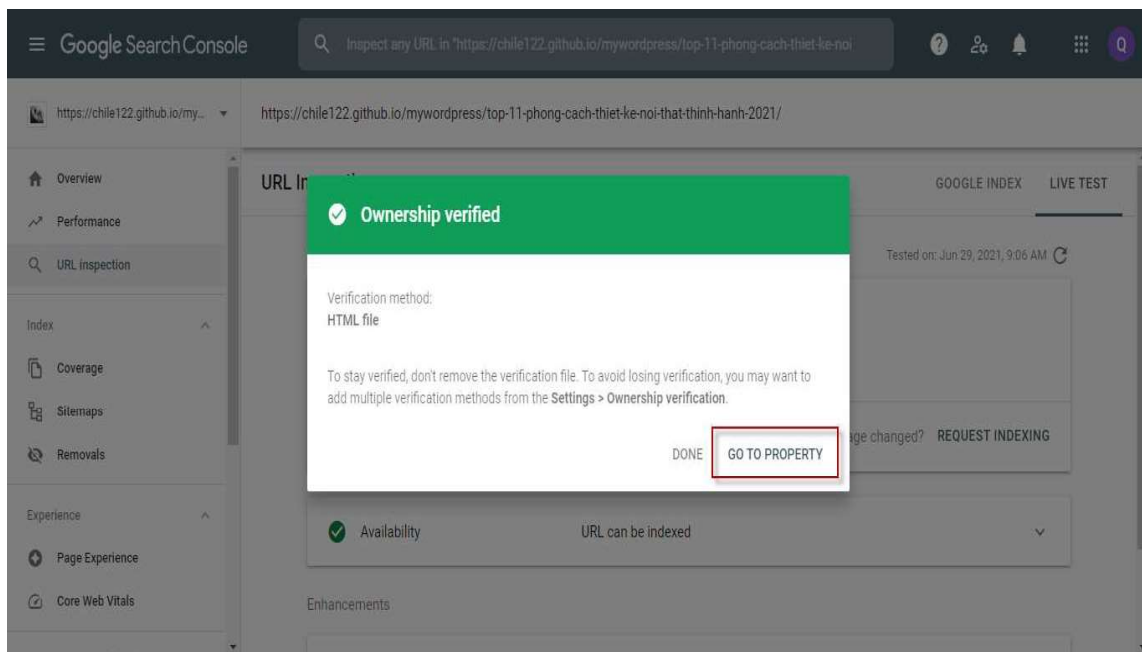 Google Search Console
Inspect any URL in "https://chile122.github.io/mywordpress/top-11-phong-cach-thiet-ke-noi
Q
https://chile122.github.io/my...
https://chile122.github.io/mywordpress/top-11-phong-cach-thiet-ke-noi-that-thinh-hanh-2021/
Overview
Performance
URL inspection
Index
Coverage
Sitemaps
Removals
Experience
Page Experience
Core Web Vitals
URL In
GOOGLE INDEX
LIVE TEST
Tested on: Jun 29, 2021, 9:06 AM
Ownership verified
Verification method:
HTML file
To stay verified, don't remove the verification file. To avoid losing verification, you may want to
add multiple verification methods from the Settings > Ownership verification.
DONE
GO TO PROPERTY
age changed?
REQUEST INDEXING
Availability
URL can be indexed
Enhancements